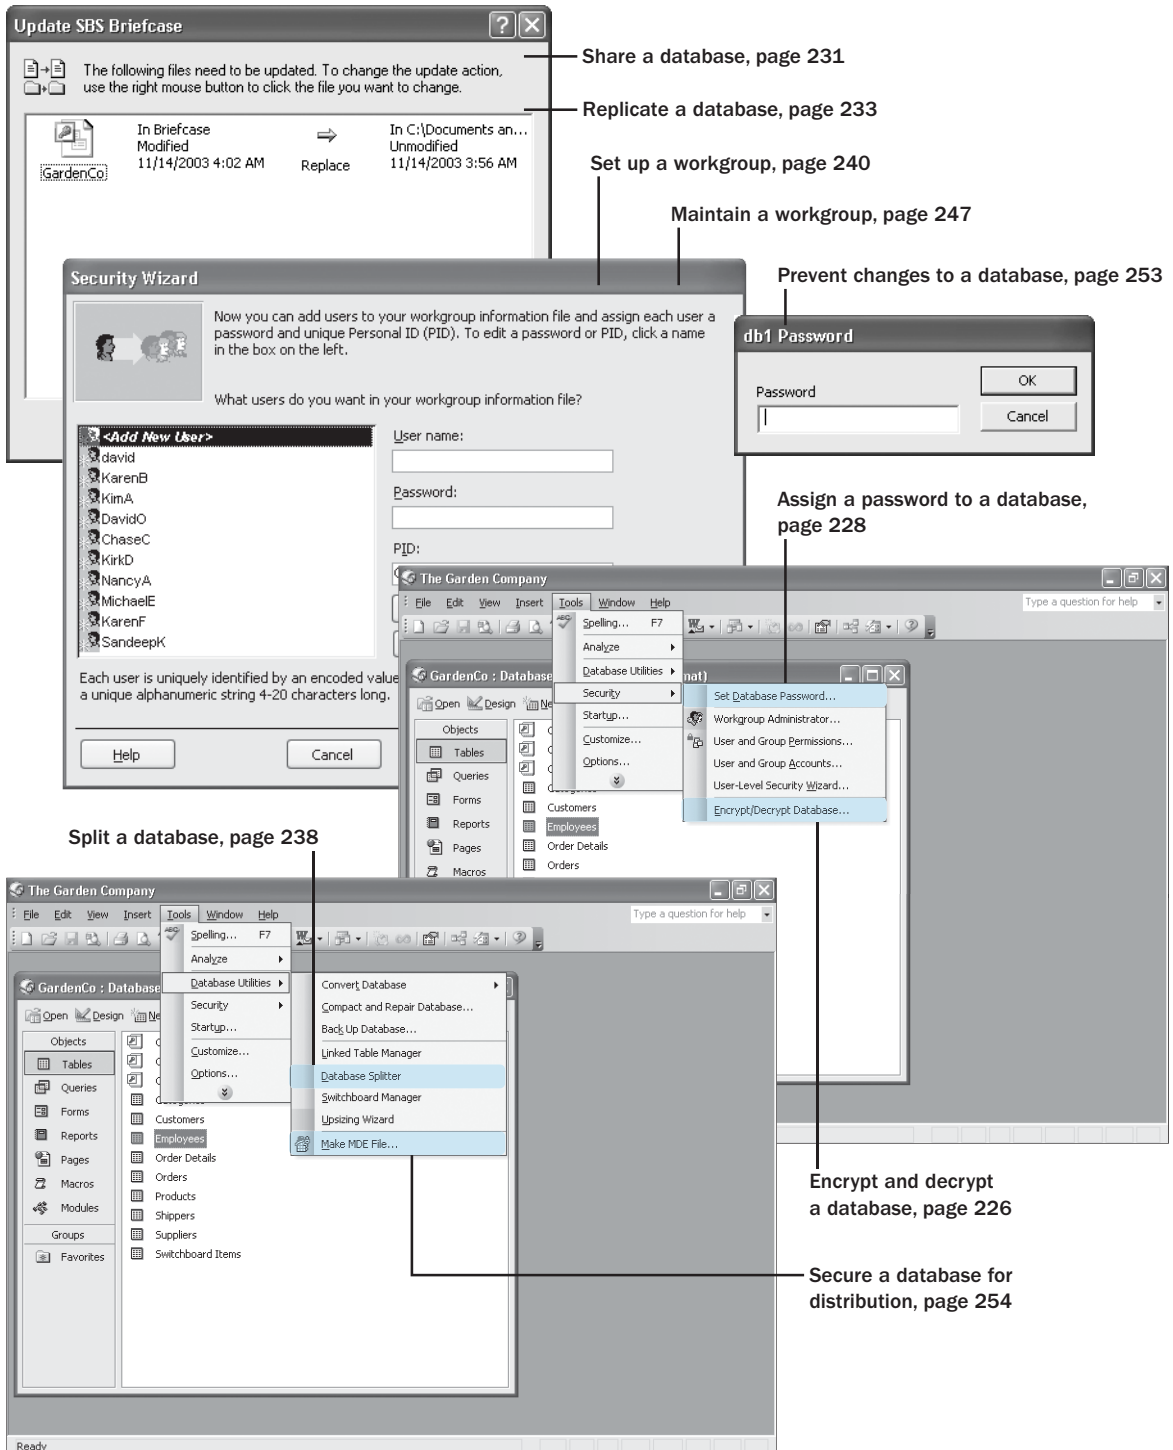 Update SBS Briefcase
The following files need to be updated. To change the update action,
use the right mouse button to click the file you want to change.
GardenCo
In Briefcase
Modified
11/14/2003 4:02 AM
Replace
In C:\Documents an...
Unmodified
11/14/2003 3:56 AM
Share a database, page 231
Replicate a database, page 233
Set up a workgroup, page 240
Maintain a workgroup, page 247
Prevent changes to a database, page 253
Security Wizard
Now you can add users to your workgroup information file and assign each user a
password and unique Personal ID (PID). To edit a password or PID, click a name
in the box on the left.
What users do you want in your workgroup information file?
<Add New User>
david
KarenB
KimA
DavidO
ChaseC
KirkD
NancyA
MichaelE
KarenF
SandeepK
User name:
Password:
PID:
Each user is uniquely identified by an encoded value
a unique alphanumeric string 4-20 characters long.
Help
Cancel
db1 Password
Password
OK
Cancel
Assign a password to a database,
page 228
The Garden Company
File Edit View Insert Tools Window Help
Type a question for help
Spelling... F7
Analyze
Database Utilities
Security
Startup...
Customize...
Options...
GardenCo : Database
mat)
Open Design Ne
Objects
Tables
Queries
Forms
Reports
Pages
Macros
Customers
Employees
Order Details
Orders
Set Database Password...
Workgroup Administrator...
User and Group Permissions...
User and Group Accounts...
User-Level Security Wizard...
Encrypt/Decrypt Database...
Split a database, page 238
The Garden Company
File Edit View Insert Tools Window Help
Type a question for help
Spelling... F7
Analyze
Database Utilities
Security
Startup...
Customize...
Options...
GardenCo : Database
Open Design Ne
Objects
Tables
Queries
Forms
Reports
Pages
Macros
Modules
Groups
Favorites
Customers
Employees
Order Details
Orders
Products
Shippers
Suppliers
Switchboard Items
Convert Database
Compact and Repair Database...
Back Up Database...
Linked Table Manager
Database Splitter
Switchboard Manager
Upsizing Wizard
Make MDE File...
Ready
Encrypt and decrypt
a database, page 226
Secure a database for
distribution, page 254